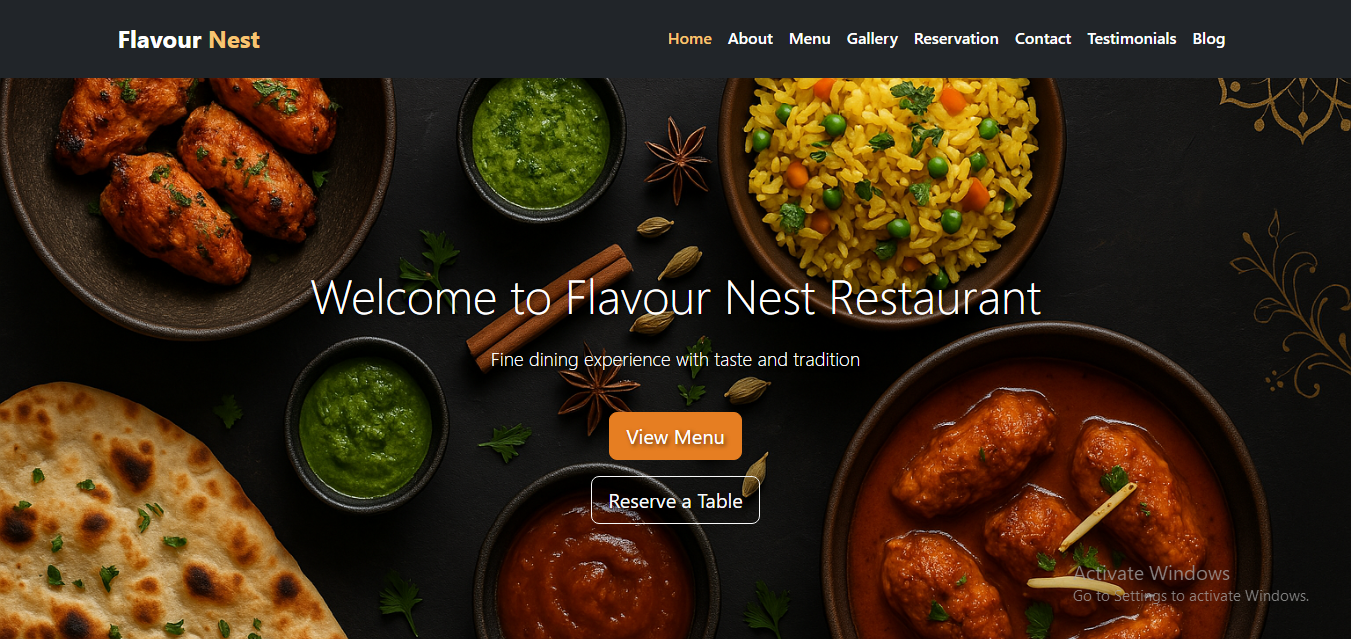 Flavour Nest
Home About Menu Gallery Reservation Contact Testimonials Blog
Welcome to Flavour Nest Restaurant
Fine dining experience with taste and tradition
View Menu
Reserve a Table
Activate Windows
Go to Settings to activate Windows.